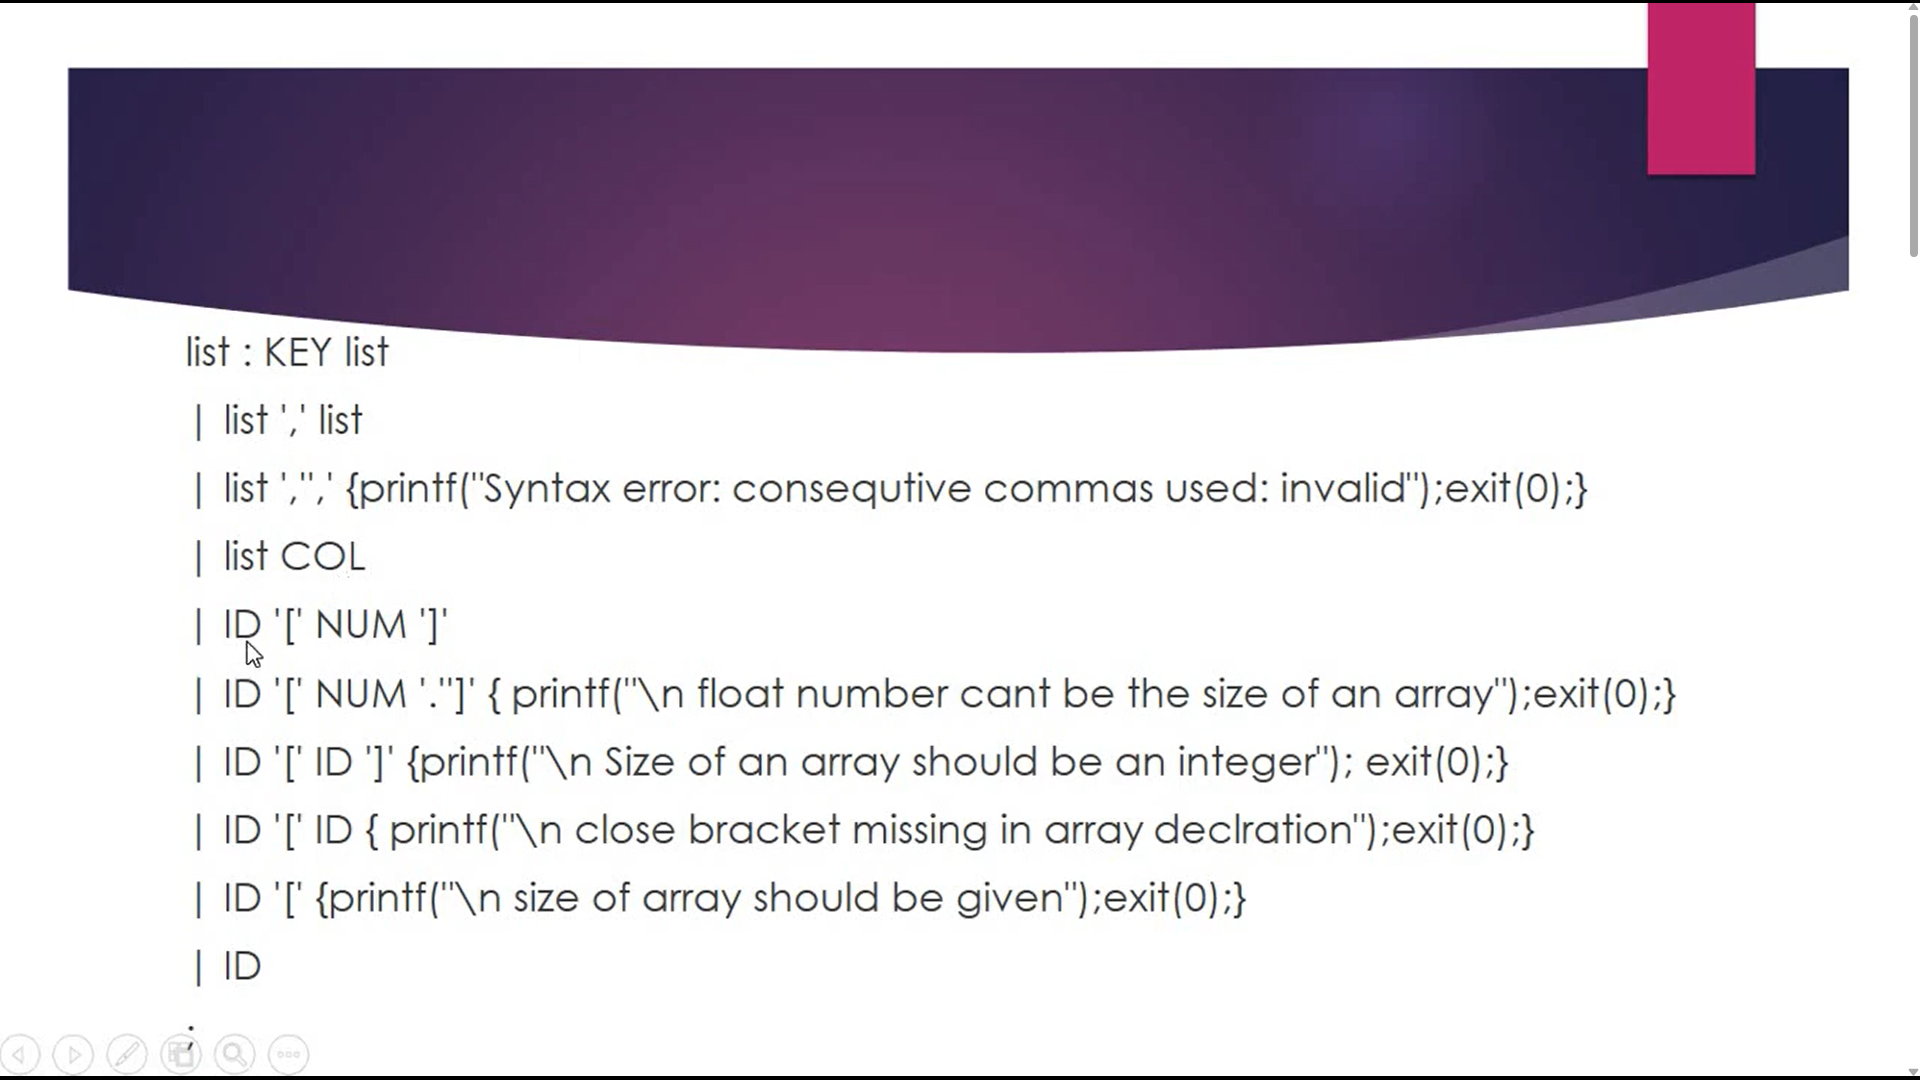 list : KEY list
| list ',' list
| list ','',' {printf("Syntax error: consequtive commas used: invalid");exit(0);}
| list COL
| ID '[' NUM ']'
| ID '[' NUM '.'']' { printf("\n float number cant be the size of an array");exit(0);}
| ID '[' ID ']' {printf("\n Size of an array should be an integer"); exit(0);}
| ID '[' ID { printf("\n close bracket missing in array declration");exit(0);}
| ID '[' {printf("\n size of array should be given");exit(0);}
| ID
;